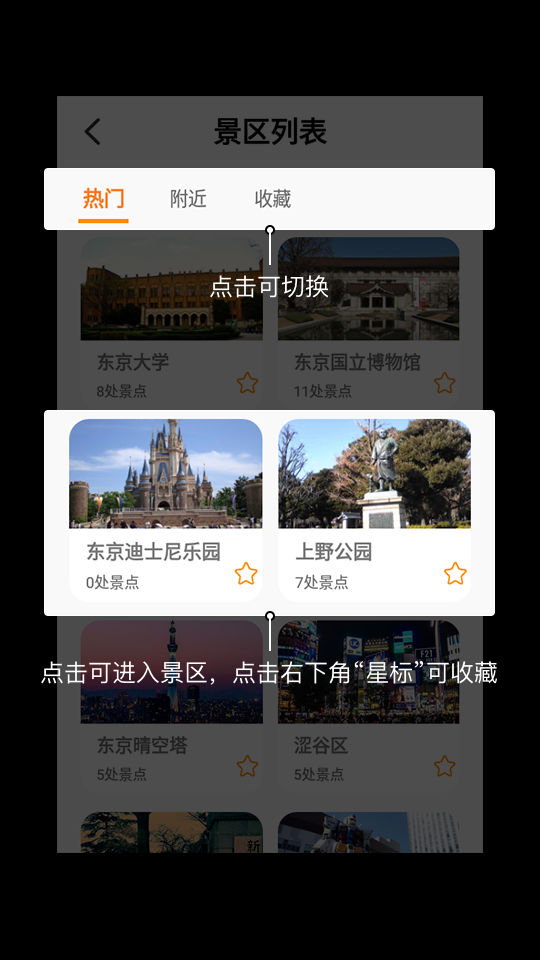 景区列表
热门 附近 收藏
点击可切换
东京大学 东京国立博物馆
8处景点 11处景点
东京迪士尼乐园 上野公园
0处景点 7处景点
F21
点击可进入景区，点击右下角“星标”可收藏
东京晴空塔 涩谷区
5处景点 5处景点
新